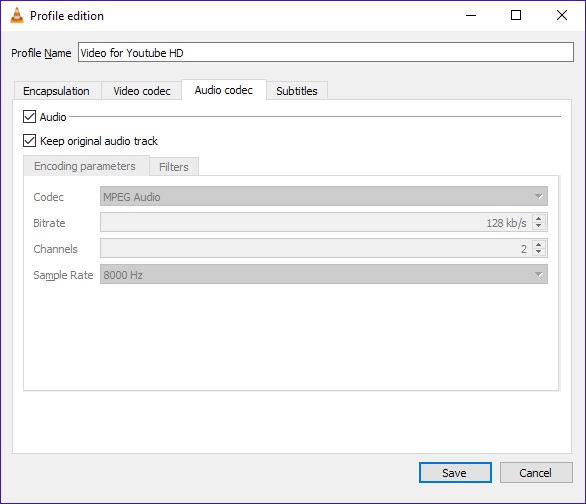 Profile edition
Profile Name Video for Youtube HD
Encapsulation Video codec Audio codec Subtitles
Audio
Keep original audio track
Encoding parameters Filters
Codec MPEG Audio
Bitrate 128 kb/s
Channels 2
Sample Rate 8000 Hz
Save Cancel